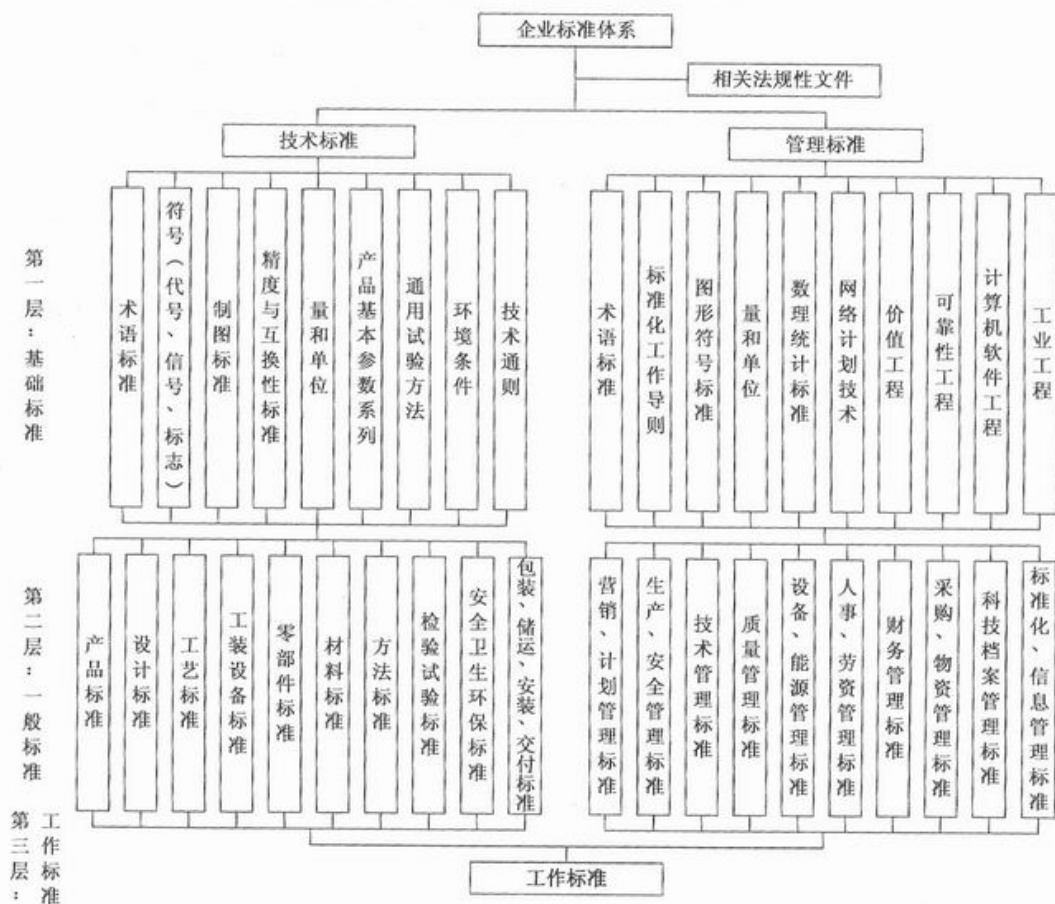 企业标准体系
相关法规性文件
技术标准
管理标准
第一层：基础标准
术语标准
符号（代号、信号、标志）
制图标准
精度与互换性标准
量和单位
产品基本参数系列
通用试验方法
环境条件
技术通则
术语标准
标准化工作导则
图形符号标准
量和单位
数理统计标准
网络计划技术
价值工程
可靠性工程
计算机软件工程
工业工程
第二层：一般标准
产品标准
设计标准
工艺标准
工装设备标准
零部件标准
材料标准
方法标准
检验试验标准
安全卫生环保标准
包装、储运、安装、交付标准
营销、计划管理标准
生产、安全管理标准
技术管理标准
质量管理标准
设备、能源管理标准
人事、劳资管理标准
财务管理标准
采购、物资管理标准
科技档案管理标准
标准化、信息管理标准
第三层：
工作标准
工作标准